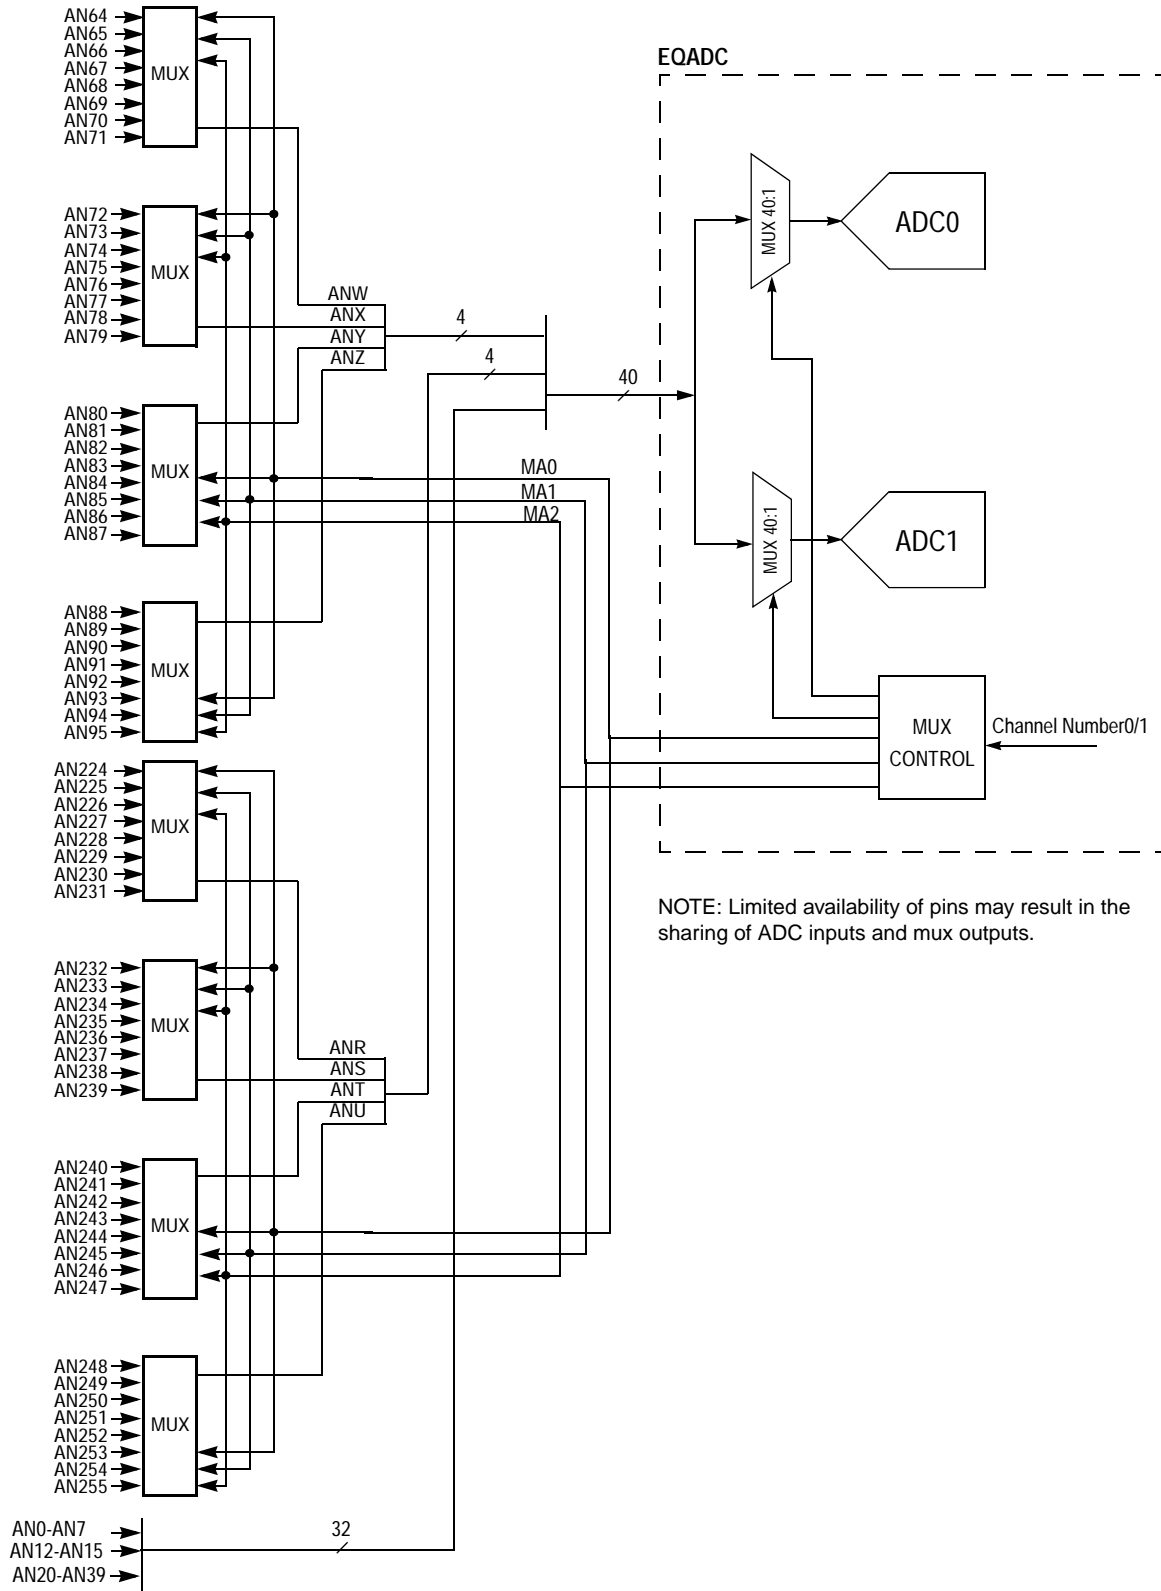 AN64
AN65
AN66
AN67
AN68
AN69
AN70
AN71
MUX
AN72
AN73
AN74
AN75
AN76
AN77
AN78
AN79
MUX
AN80
AN81
AN82
AN83
AN84
AN85
AN86
AN87
MUX
AN88
AN89
AN90
AN91
AN92
AN93
AN94
AN95
MUX
AN224
AN225
AN226
AN227
AN228
AN229
AN230
AN231
MUX
AN232
AN233
AN234
AN235
AN236
AN237
AN238
AN239
MUX
AN240
AN241
AN242
AN243
AN244
AN245
AN246
AN247
MUX
AN248
AN249
AN250
AN251
AN252
AN253
AN254
AN255
MUX
AN0-AN7
AN12-AN15
AN20-AN39
32
ANW
ANX
ANY
ANZ
4
4
40
MA0
MA1
MA2
ANR
ANS
ANT
ANU
EQADC
MUX 40:1
ADC0
MUX 40:1
ADC1
MUX
CONTROL
Channel Number0/1
NOTE: Limited availability of pins may result in the
sharing of ADC inputs and mux outputs.